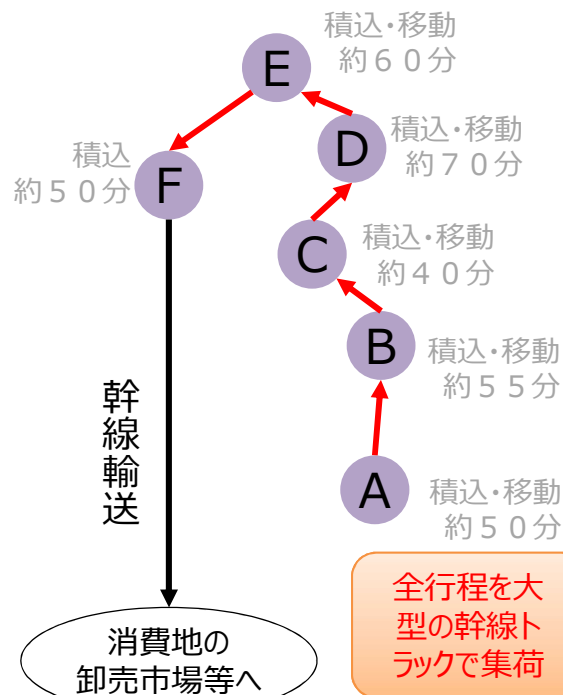 積込・移動
約６０分
E
積込・移動
約７０分
D
積込
約５０分
F
積込・移動
約４０分
C
B
積込・移動
約５５分
幹線輸送
A
積込・移動
約５０分
全行程を大
型の幹線ト
ラックで集荷
消費地の
卸売市場等へ